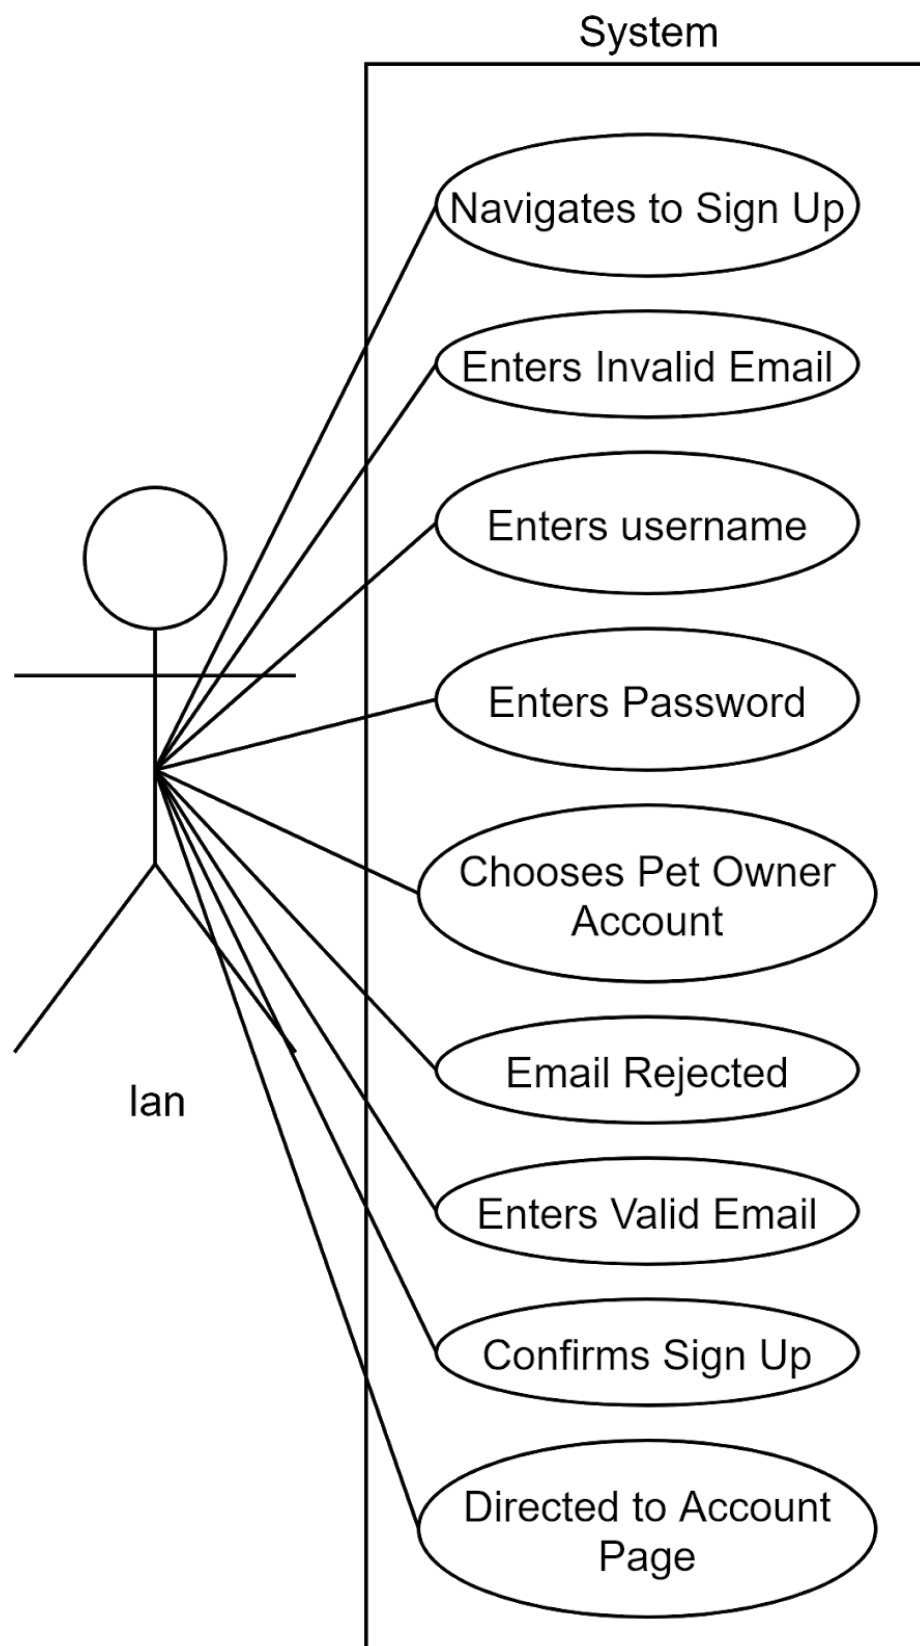 System
Navigates to Sign Up
Enters Invalid Email
Enters username
Enters Password
Chooses Pet Owner
Account
Email Rejected
Ian
Enters Valid Email
Confirms Sign Up
Directed to Account
Page